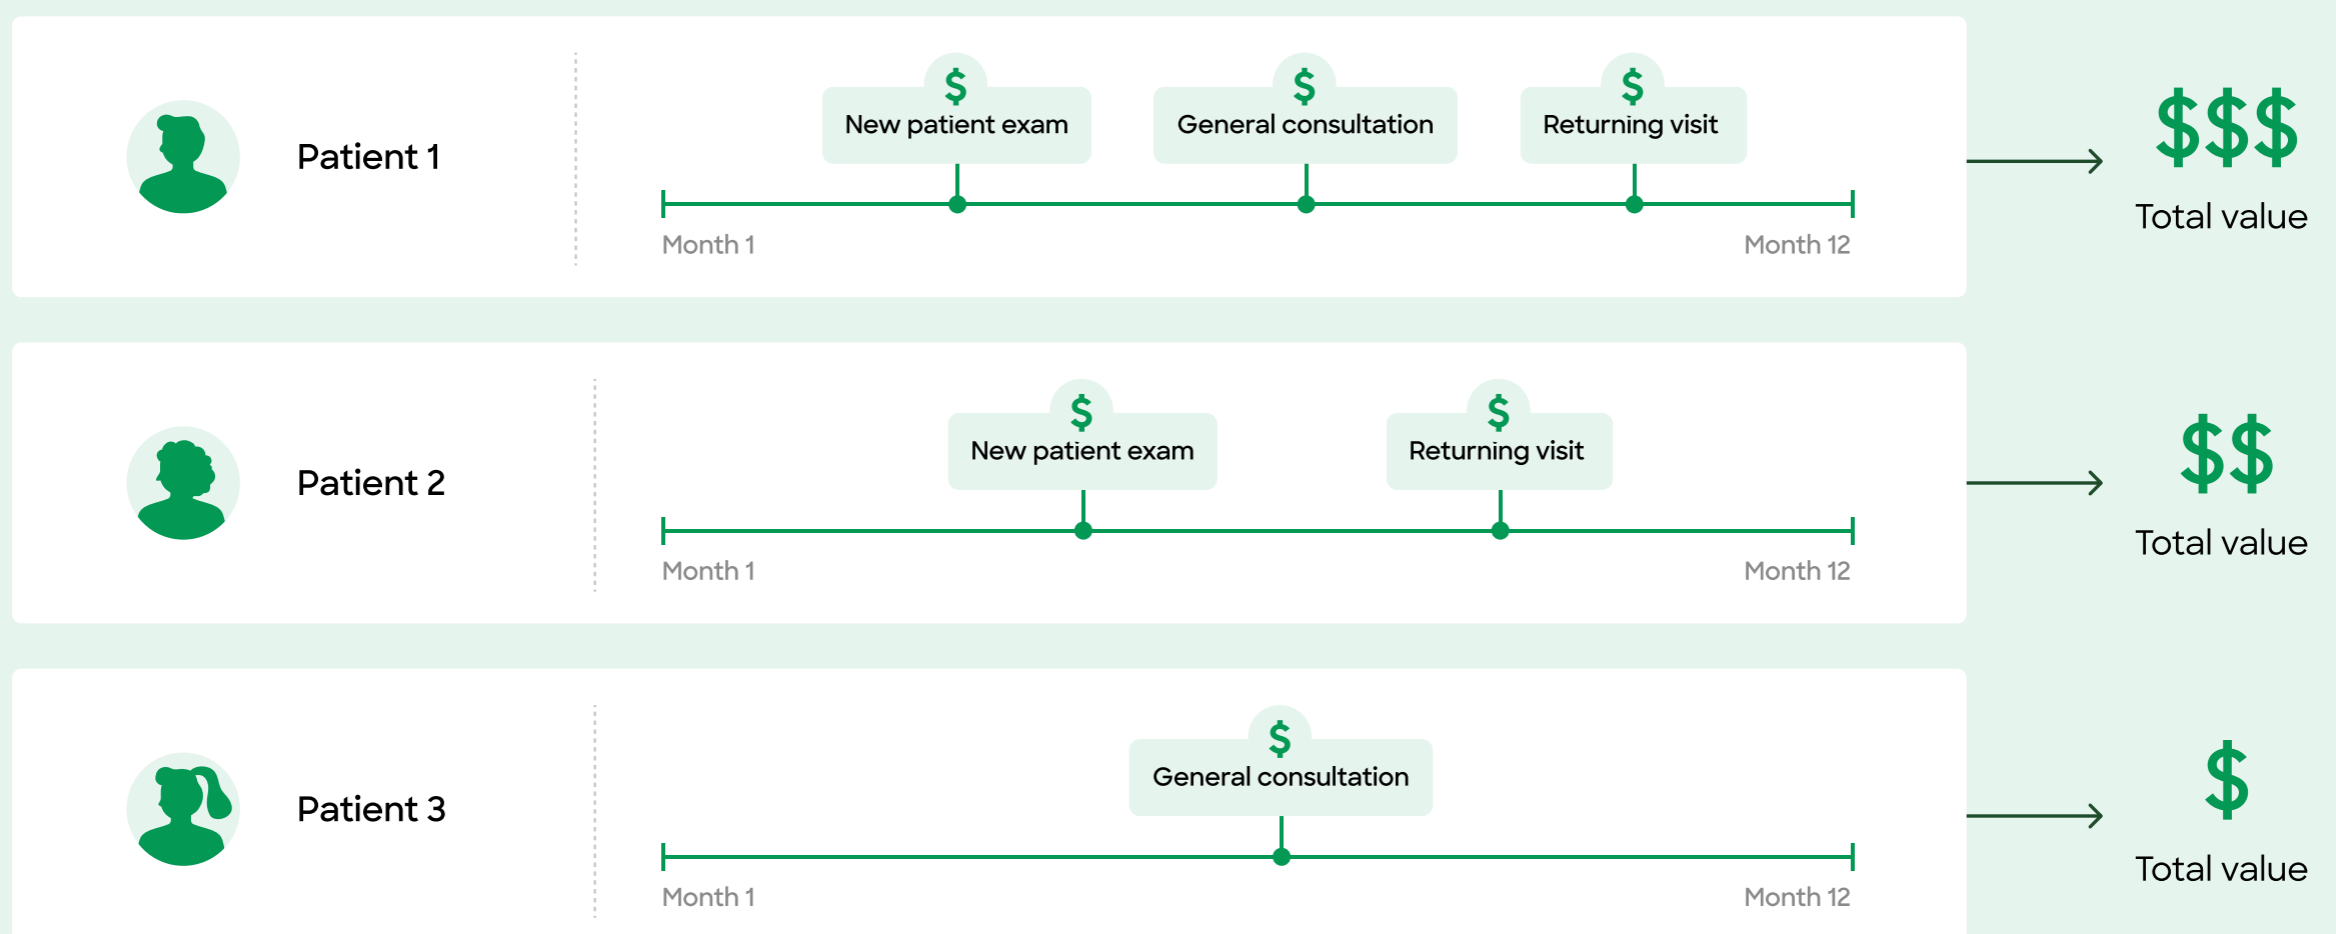 $ $ $
New patient exam General consultation Returning visit
Patient 1
$$$
Total value
Month 1 Month 12
$ $
New patient exam Returning visit
Patient 2
$$
Total value
Month 1 Month 12
$
General consultation
Patient 3
$
Total value
Month 1 Month 12